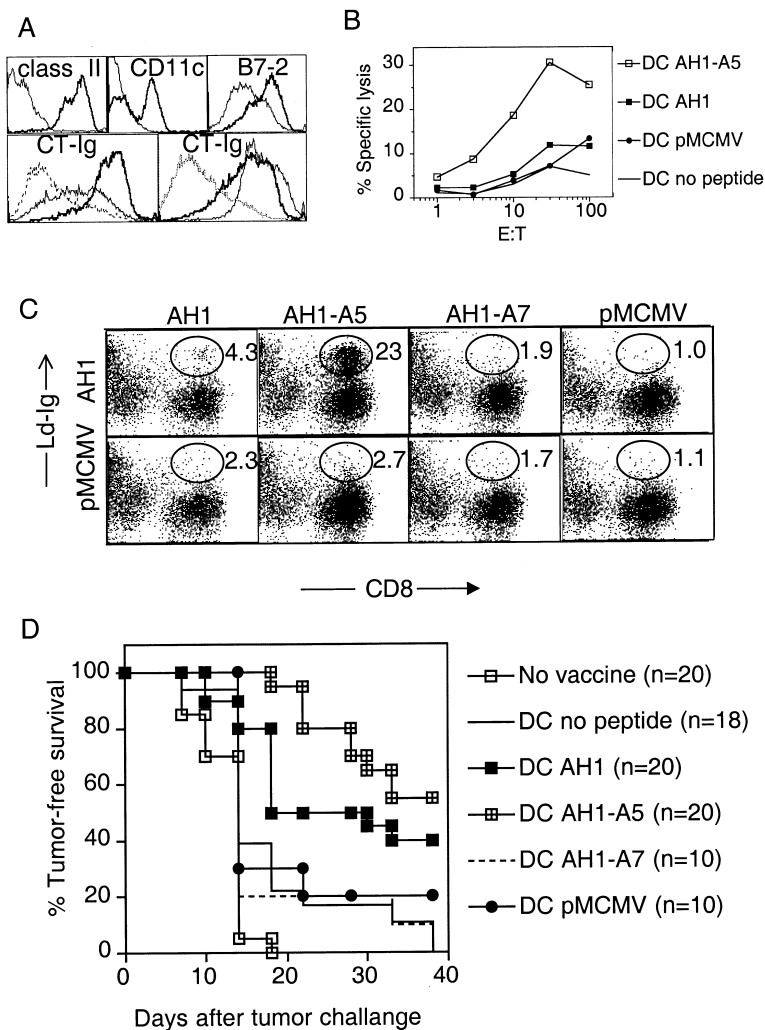 A
class II
CD11c
B7-2
CT-Ig
CT-Ig
B
% Specific lysis
30
20
10
0
1
10
100
E:T
DC AH1-A5
DC AH1
DC pMCMV
DC no peptide
C
AH1
AH1-A5
AH1-A7
pMCMV
Ld-Ig
AH1
4.3
23
1.9
1.0
pMCMV
2.3
2.7
1.7
1.1
CD8
D
% Tumor-free survival
100
80
60
40
20
0
0
10
20
30
40
Days after tumor challange
No vaccine (n=20)
DC no peptide (n=18)
DC AH1 (n=20)
DC AH1-A5 (n=20)
DC AH1-A7 (n=10)
DC pMCMV (n=10)